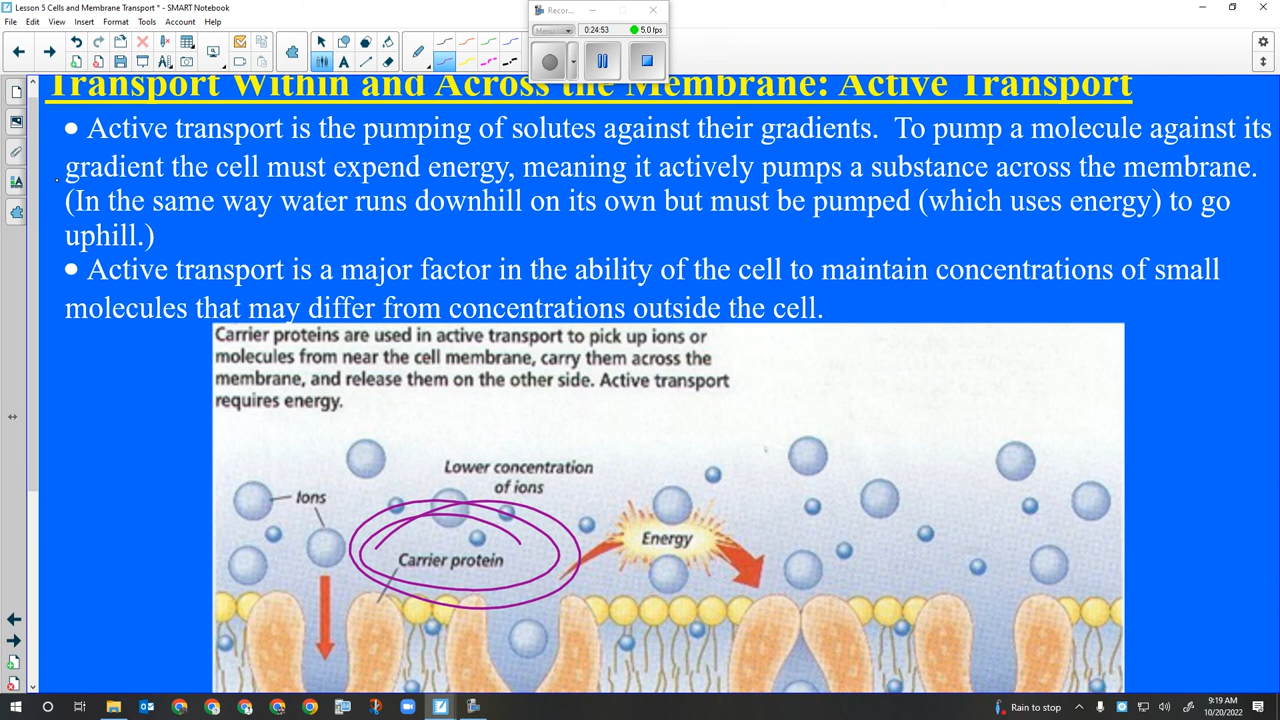 Lesson 5 Cells and Membrane Transport * - SMART Notebook
File Edit View Insert Format Tools Access Account Help
Recor...
Menu
0:24:53
5.0 fps
Transport Within and Across the Membrane: Active Transport
• Active transport is the pumping of solutes against their gradients. To pump a molecule against its
gradient the cell must expend energy, meaning it actively pumps a substance across the membrane.
(In the same way water runs downhill on its own but must be pumped (which uses energy) to go
uphill.)
• Active transport is a major factor in the ability of the cell to maintain concentrations of small
molecules that may differ from concentrations outside the cell.
Carrier proteins are used in active transport to pick up ions or
molecules from near the cell membrane, carry them across the
membrane, and release them on the other side. Active transport
requires energy.
Lower concentration
of ions
Ions
Energy
Carrier protein
Rain to stop
9:19 AM
10/20/2022